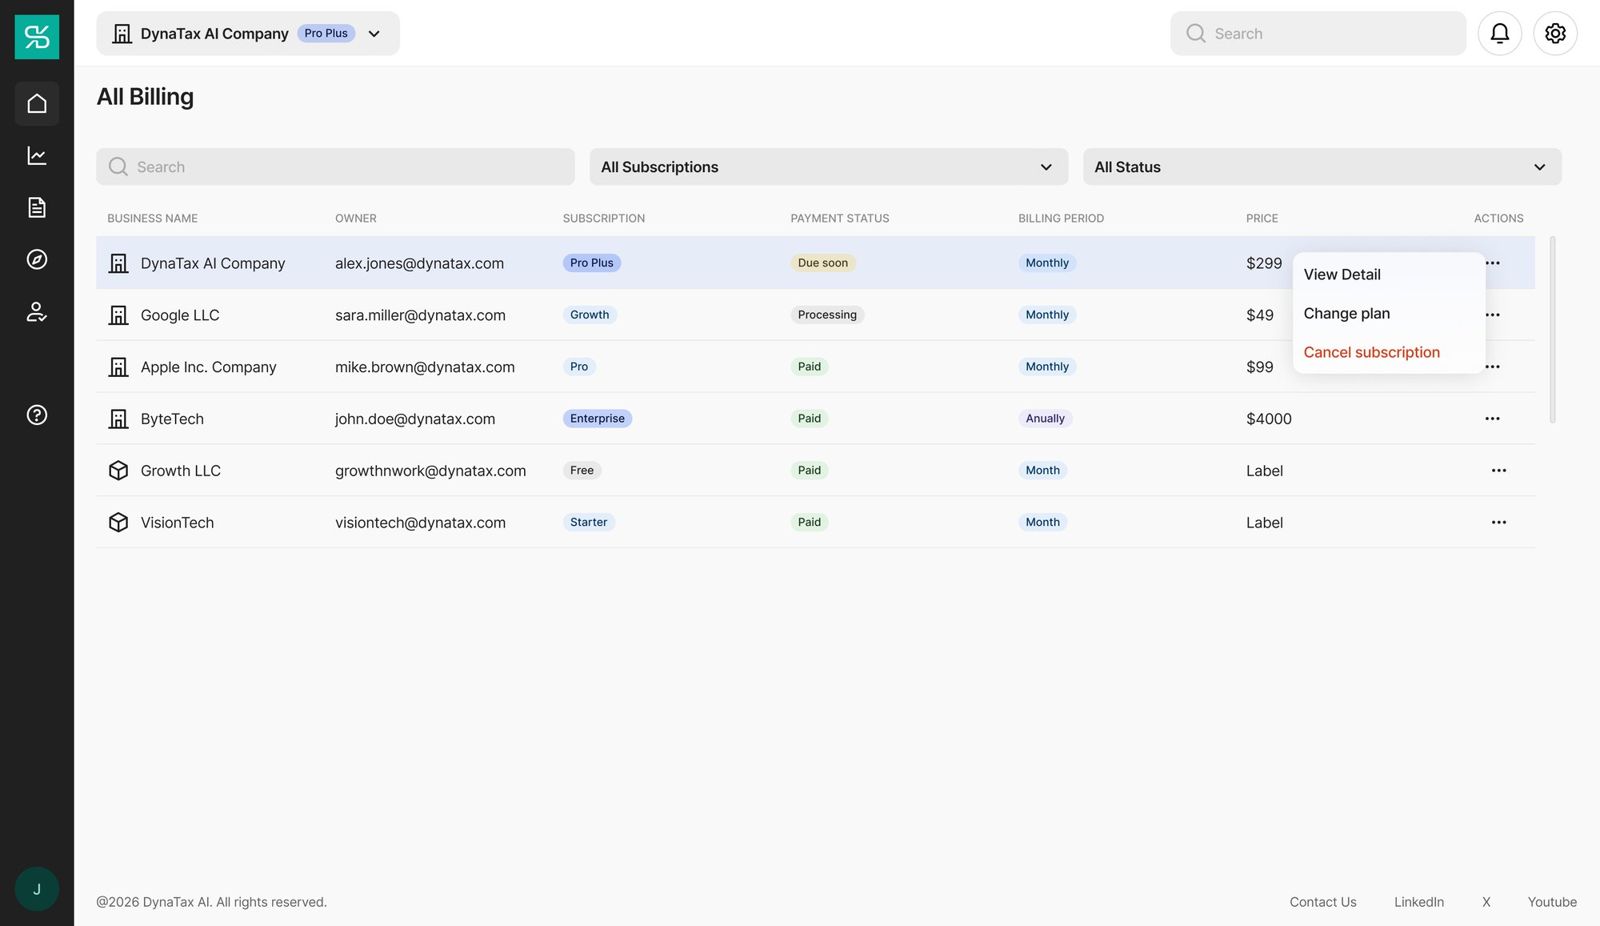 DynaTax AI Company Pro Plus Search
All Billing
Search All Subscriptions All Status
BUSINESS NAME OWNER SUBSCRIPTION PAYMENT STATUS BILLING PERIOD PRICE ACTIONS
DynaTax AI Company alex.jones@dynatax.com Pro Plus Due soon Monthly $299
View Detail
Google LLC sara.miller@dynatax.com Growth Processing Monthly $49
Change plan
Cancel subscription
Apple Inc. Company mike.brown@dynatax.com Pro Paid Monthly $99
ByteTech john.doe@dynatax.com Enterprise Paid Anually $4000
Growth LLC growthnwork@dynatax.com Free Paid Month Label
VisionTech visiontech@dynatax.com Starter Paid Month Label
J
@2026 DynaTax AI. All rights reserved. Contact Us LinkedIn X Youtube